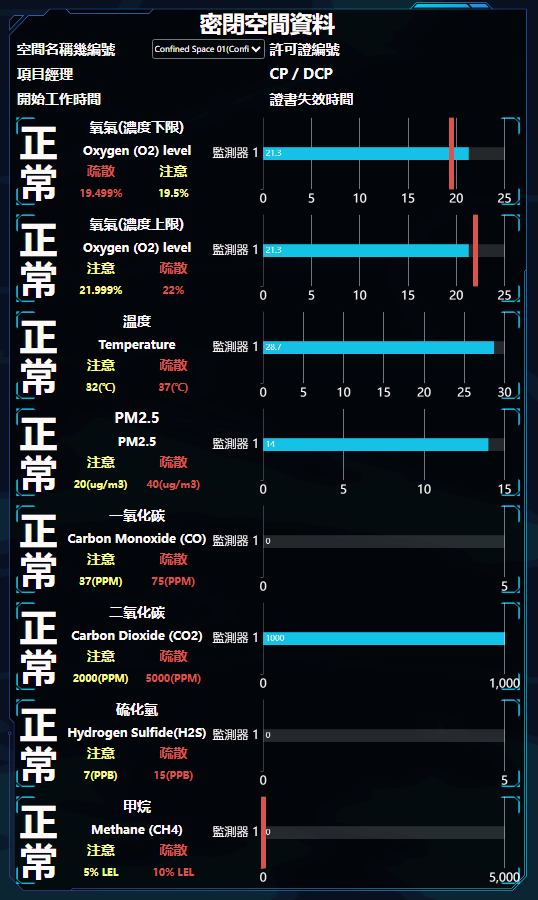 密閉空間資料
空間名稱幾編號 Confined Space 01(Confi 許可證編號
項目經理 CP / DCP
開始工作時間 證書失效時間
正常
氧氣(濃度下限)
Oxygen (O2) level
疏散 注意
19.499% 19.5%
監測器 1 21.3
0 5 10 15 20 25
正常
氧氣(濃度上限)
Oxygen (O2) level
注意 疏散
21.999% 22%
監測器 1 21.3
0 5 10 15 20 25
正常
溫度
Temperature
注意 疏散
32(℃) 37(℃)
監測器 1 28.7
0 5 10 15 20 25 30
正常
PM2.5
PM2.5
注意 疏散
20(ug/m3) 40(ug/m3)
監測器 1 14
0 5 10 15
正常
一氧化碳
Carbon Monoxide (CO)
注意 疏散
37(PPM) 75(PPM)
監測器 1 0
0 5
正常
二氧化碳
Carbon Dioxide (CO2)
注意 疏散
2000(PPM) 5000(PPM)
監測器 1 1000
0 1,000
正常
硫化氫
Hydrogen Sulfide(H2S)
注意 疏散
7(PPB) 15(PPB)
監測器 1 0
0 5
正常
甲烷
Methane (CH4)
注意 疏散
5% LEL 10% LEL
監測器 1 0
0 5,000